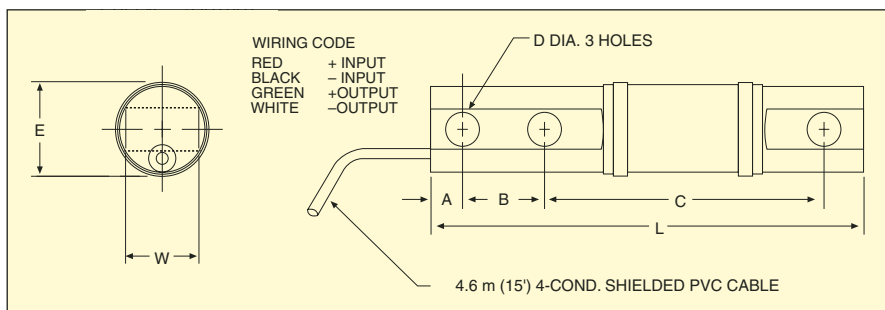 WIRING CODE
RED + INPUT
BLACK – INPUT
GREEN +OUTPUT
WHITE –OUTPUT
D DIA. 3 HOLES
E
W
A
B
C
L
4.6 m (15') 4-COND. SHIELDED PVC CABLE